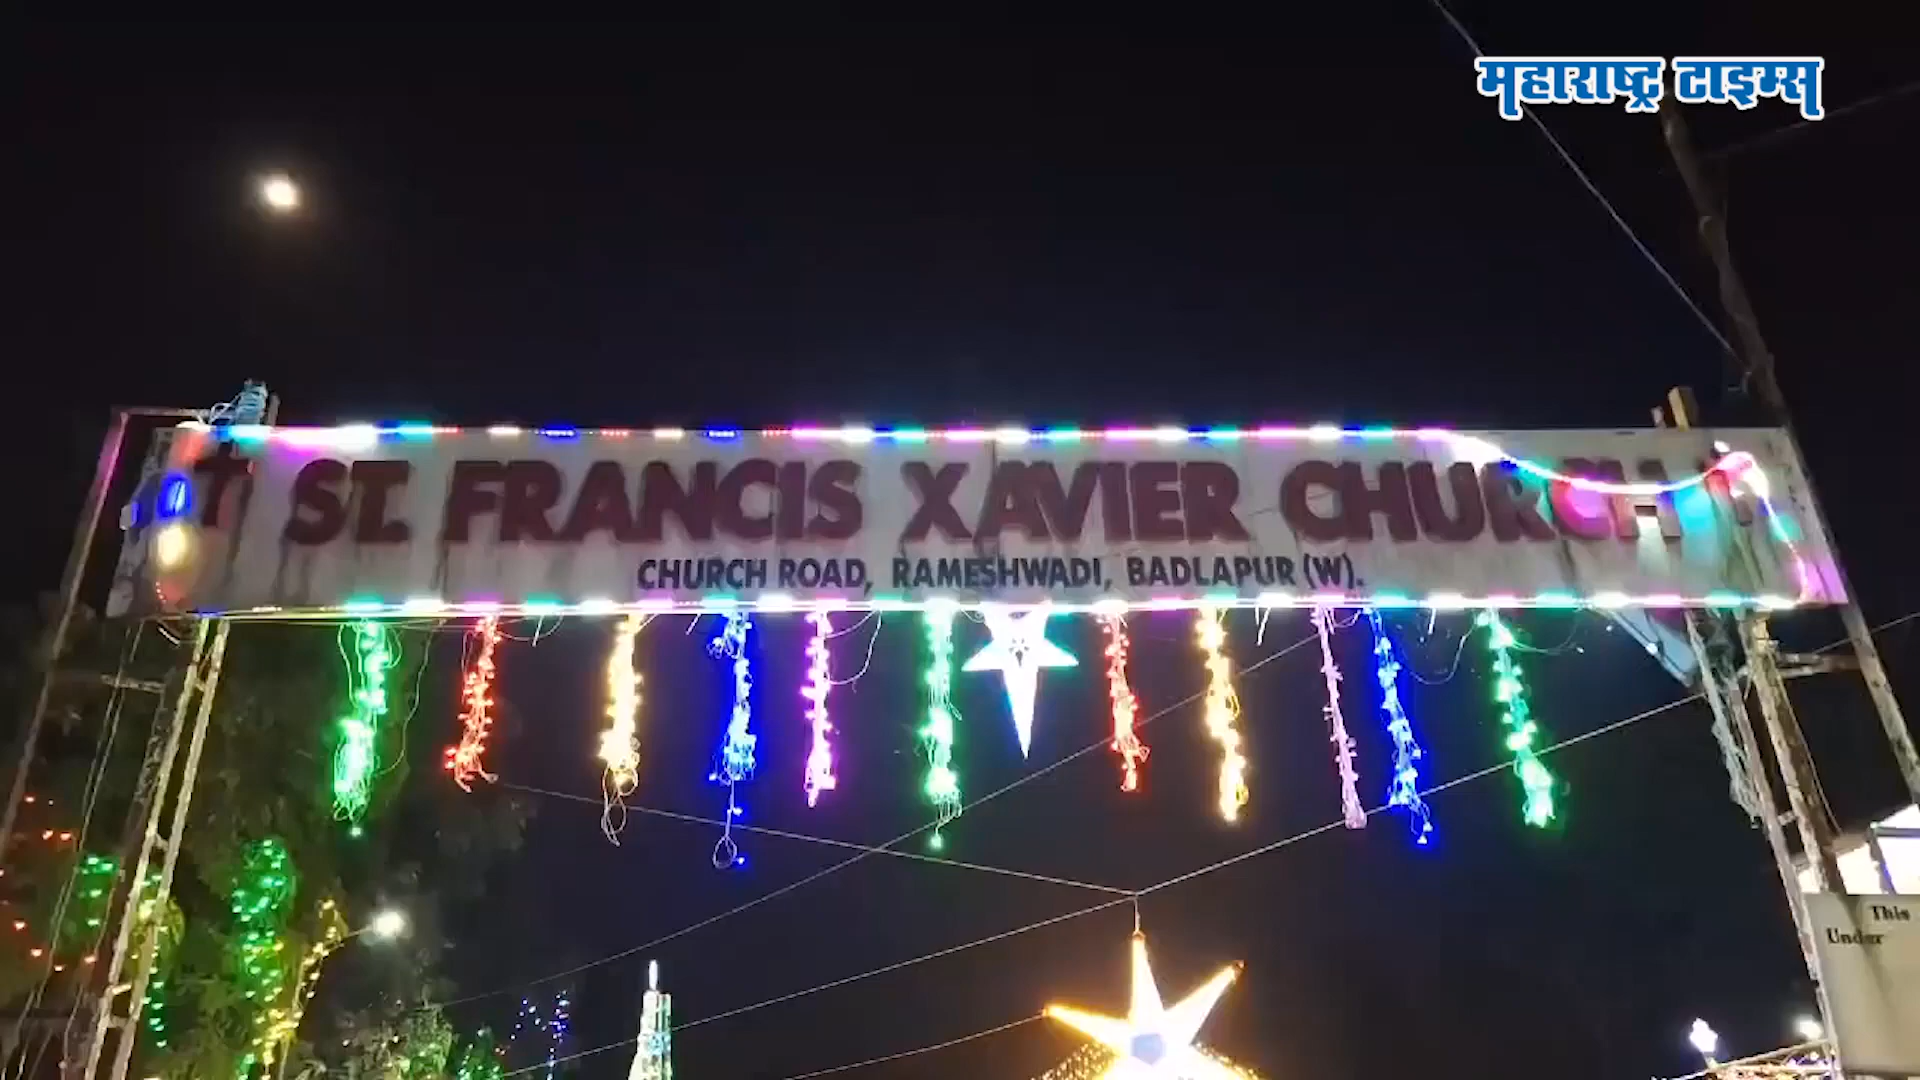 महाराष्ट्र टाइम्स
ST. FRANCIS XAVIER CHURCH
CHURCH ROAD, RAMESHWADI, BADLAPUR (W).
This
Under